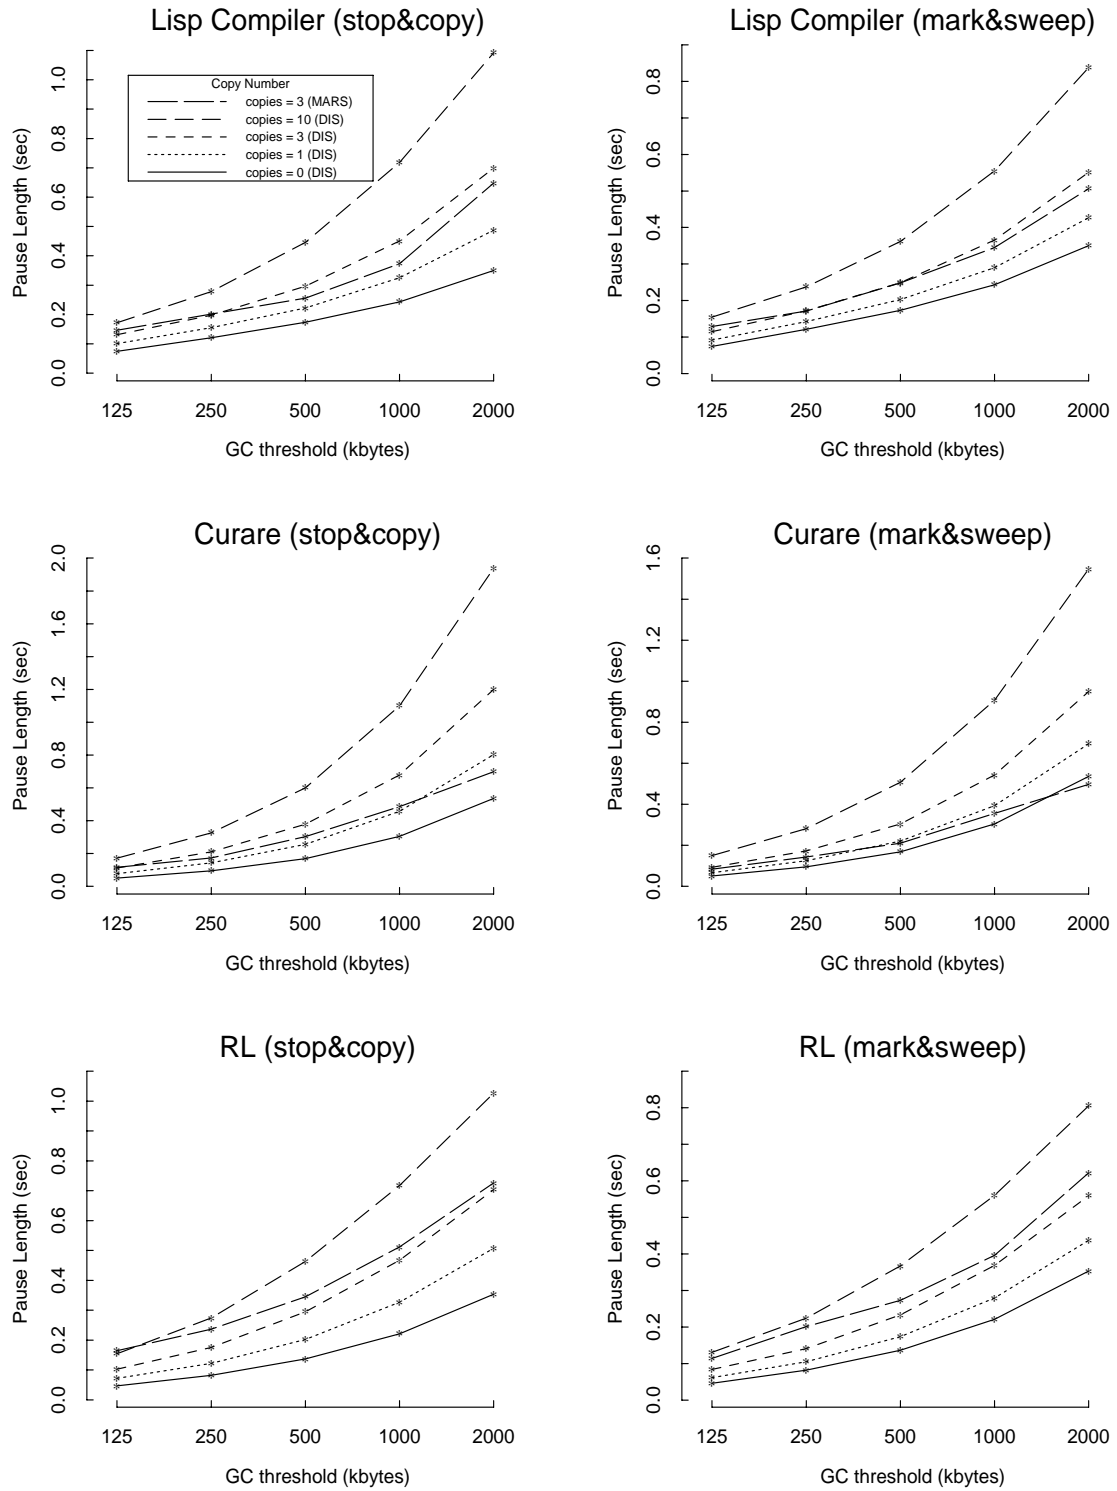 Lisp Compiler (stop&copy)
Pause Length (sec)
0.0 0.2 0.4 0.6 0.8 1.0
Copy Number
copies = 3 (MARS)
copies = 10 (DIS)
copies = 3 (DIS)
copies = 1 (DIS)
copies = 0 (DIS)
125 250 500 1000 2000
GC threshold (kbytes)
Lisp Compiler (mark&sweep)
Pause Length (sec)
0.0 0.2 0.4 0.6 0.8
125 250 500 1000 2000
GC threshold (kbytes)
Curare (stop&copy)
Pause Length (sec)
0.0 0.4 0.8 1.2 1.6 2.0
125 250 500 1000 2000
GC threshold (kbytes)
Curare (mark&sweep)
Pause Length (sec)
0.0 0.4 0.8 1.2 1.6
125 250 500 1000 2000
GC threshold (kbytes)
RL (stop&copy)
Pause Length (sec)
0.0 0.2 0.4 0.6 0.8 1.0
125 250 500 1000 2000
GC threshold (kbytes)
RL (mark&sweep)
Pause Length (sec)
0.0 0.2 0.4 0.6 0.8
125 250 500 1000 2000
GC threshold (kbytes)